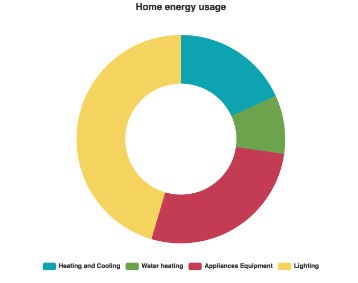 Home energy usage
Heating and Cooling Water heating Appliances Equipment Lighting